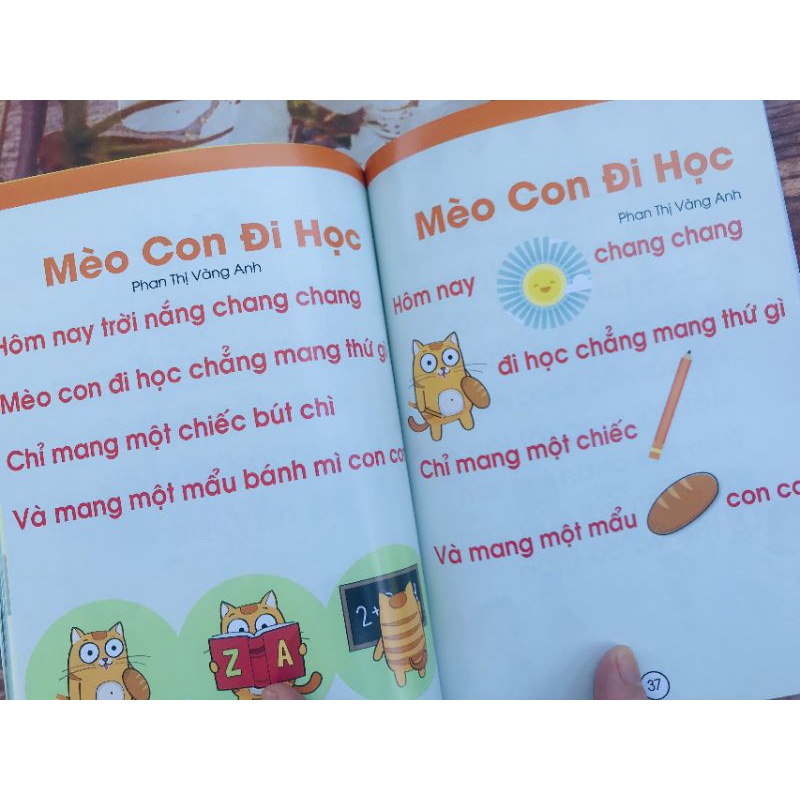 Mèo Con Đi Học
Phan Thị Vàng Anh
Hôm nay trời nắng chang chang
Mèo con đi học chẳng mang thứ gì
Chỉ mang một chiếc bút chì
Và mang một mẩu bánh mì con co
Z A
2+
Mèo Con Đi Học
Phan Thị Vàng Anh
Hôm nay chang chang
đi học chẳng mang thứ gì
Chỉ mang một chiếc
Và mang một mẩu con co
37